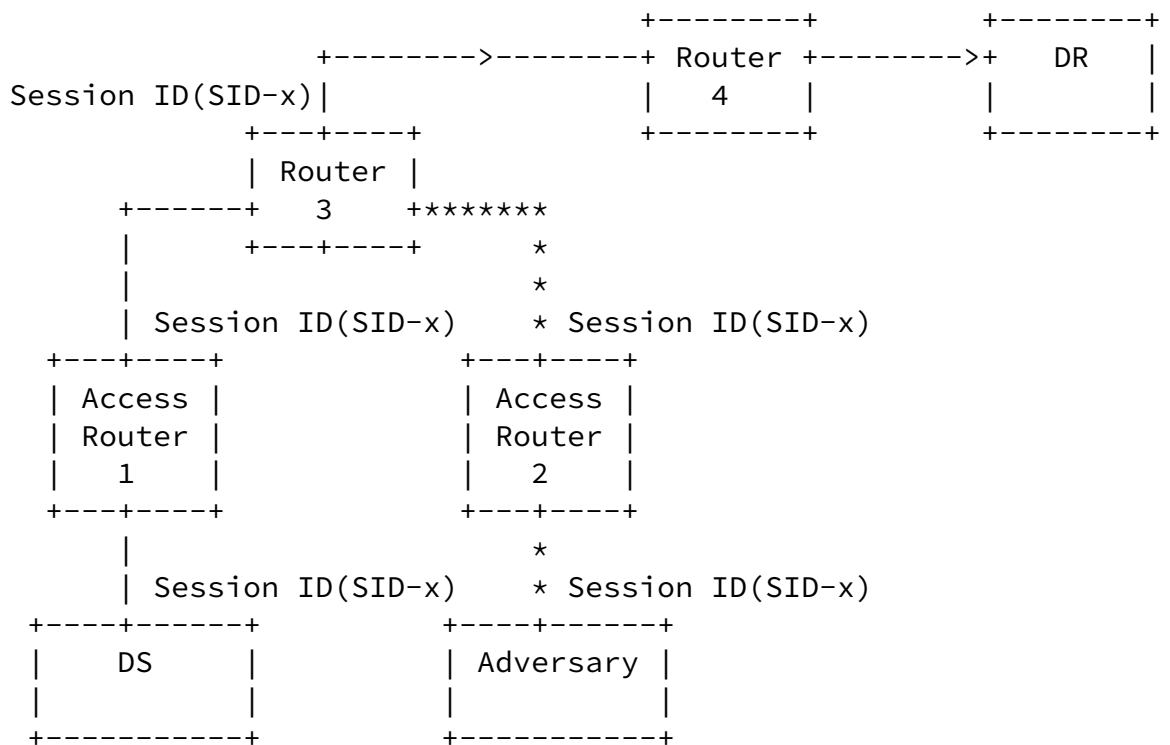 Router DR
Session ID(SID-x) 4
Router
3
Session ID(SID-x) Session ID(SID-x)
Access Access
Router Router
1 2
Session ID(SID-x) Session ID(SID-x)
DS Adversary